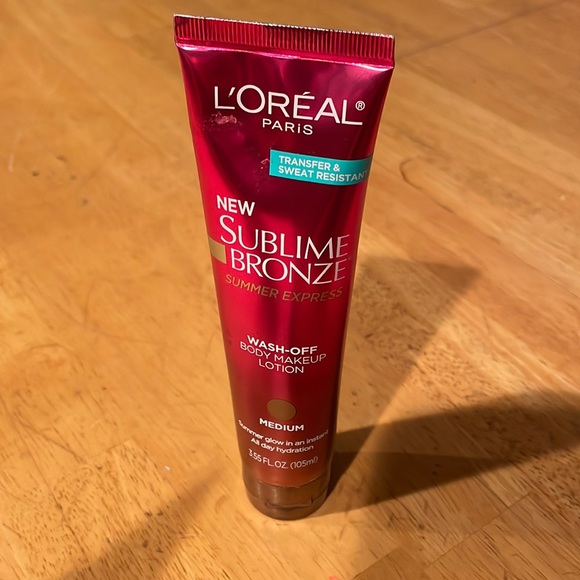 L'ORÉAL®
PARIS
TRANSFER &
SWEAT RESISTANT
NEW
SUBLIME
BRONZE
SUMMER EXPRESS
WASH-OFF
BODY MAKEUP
LOTION
MEDIUM
Summer glow in an instant
All day hydration
3.55 FL.OZ. (105ml)